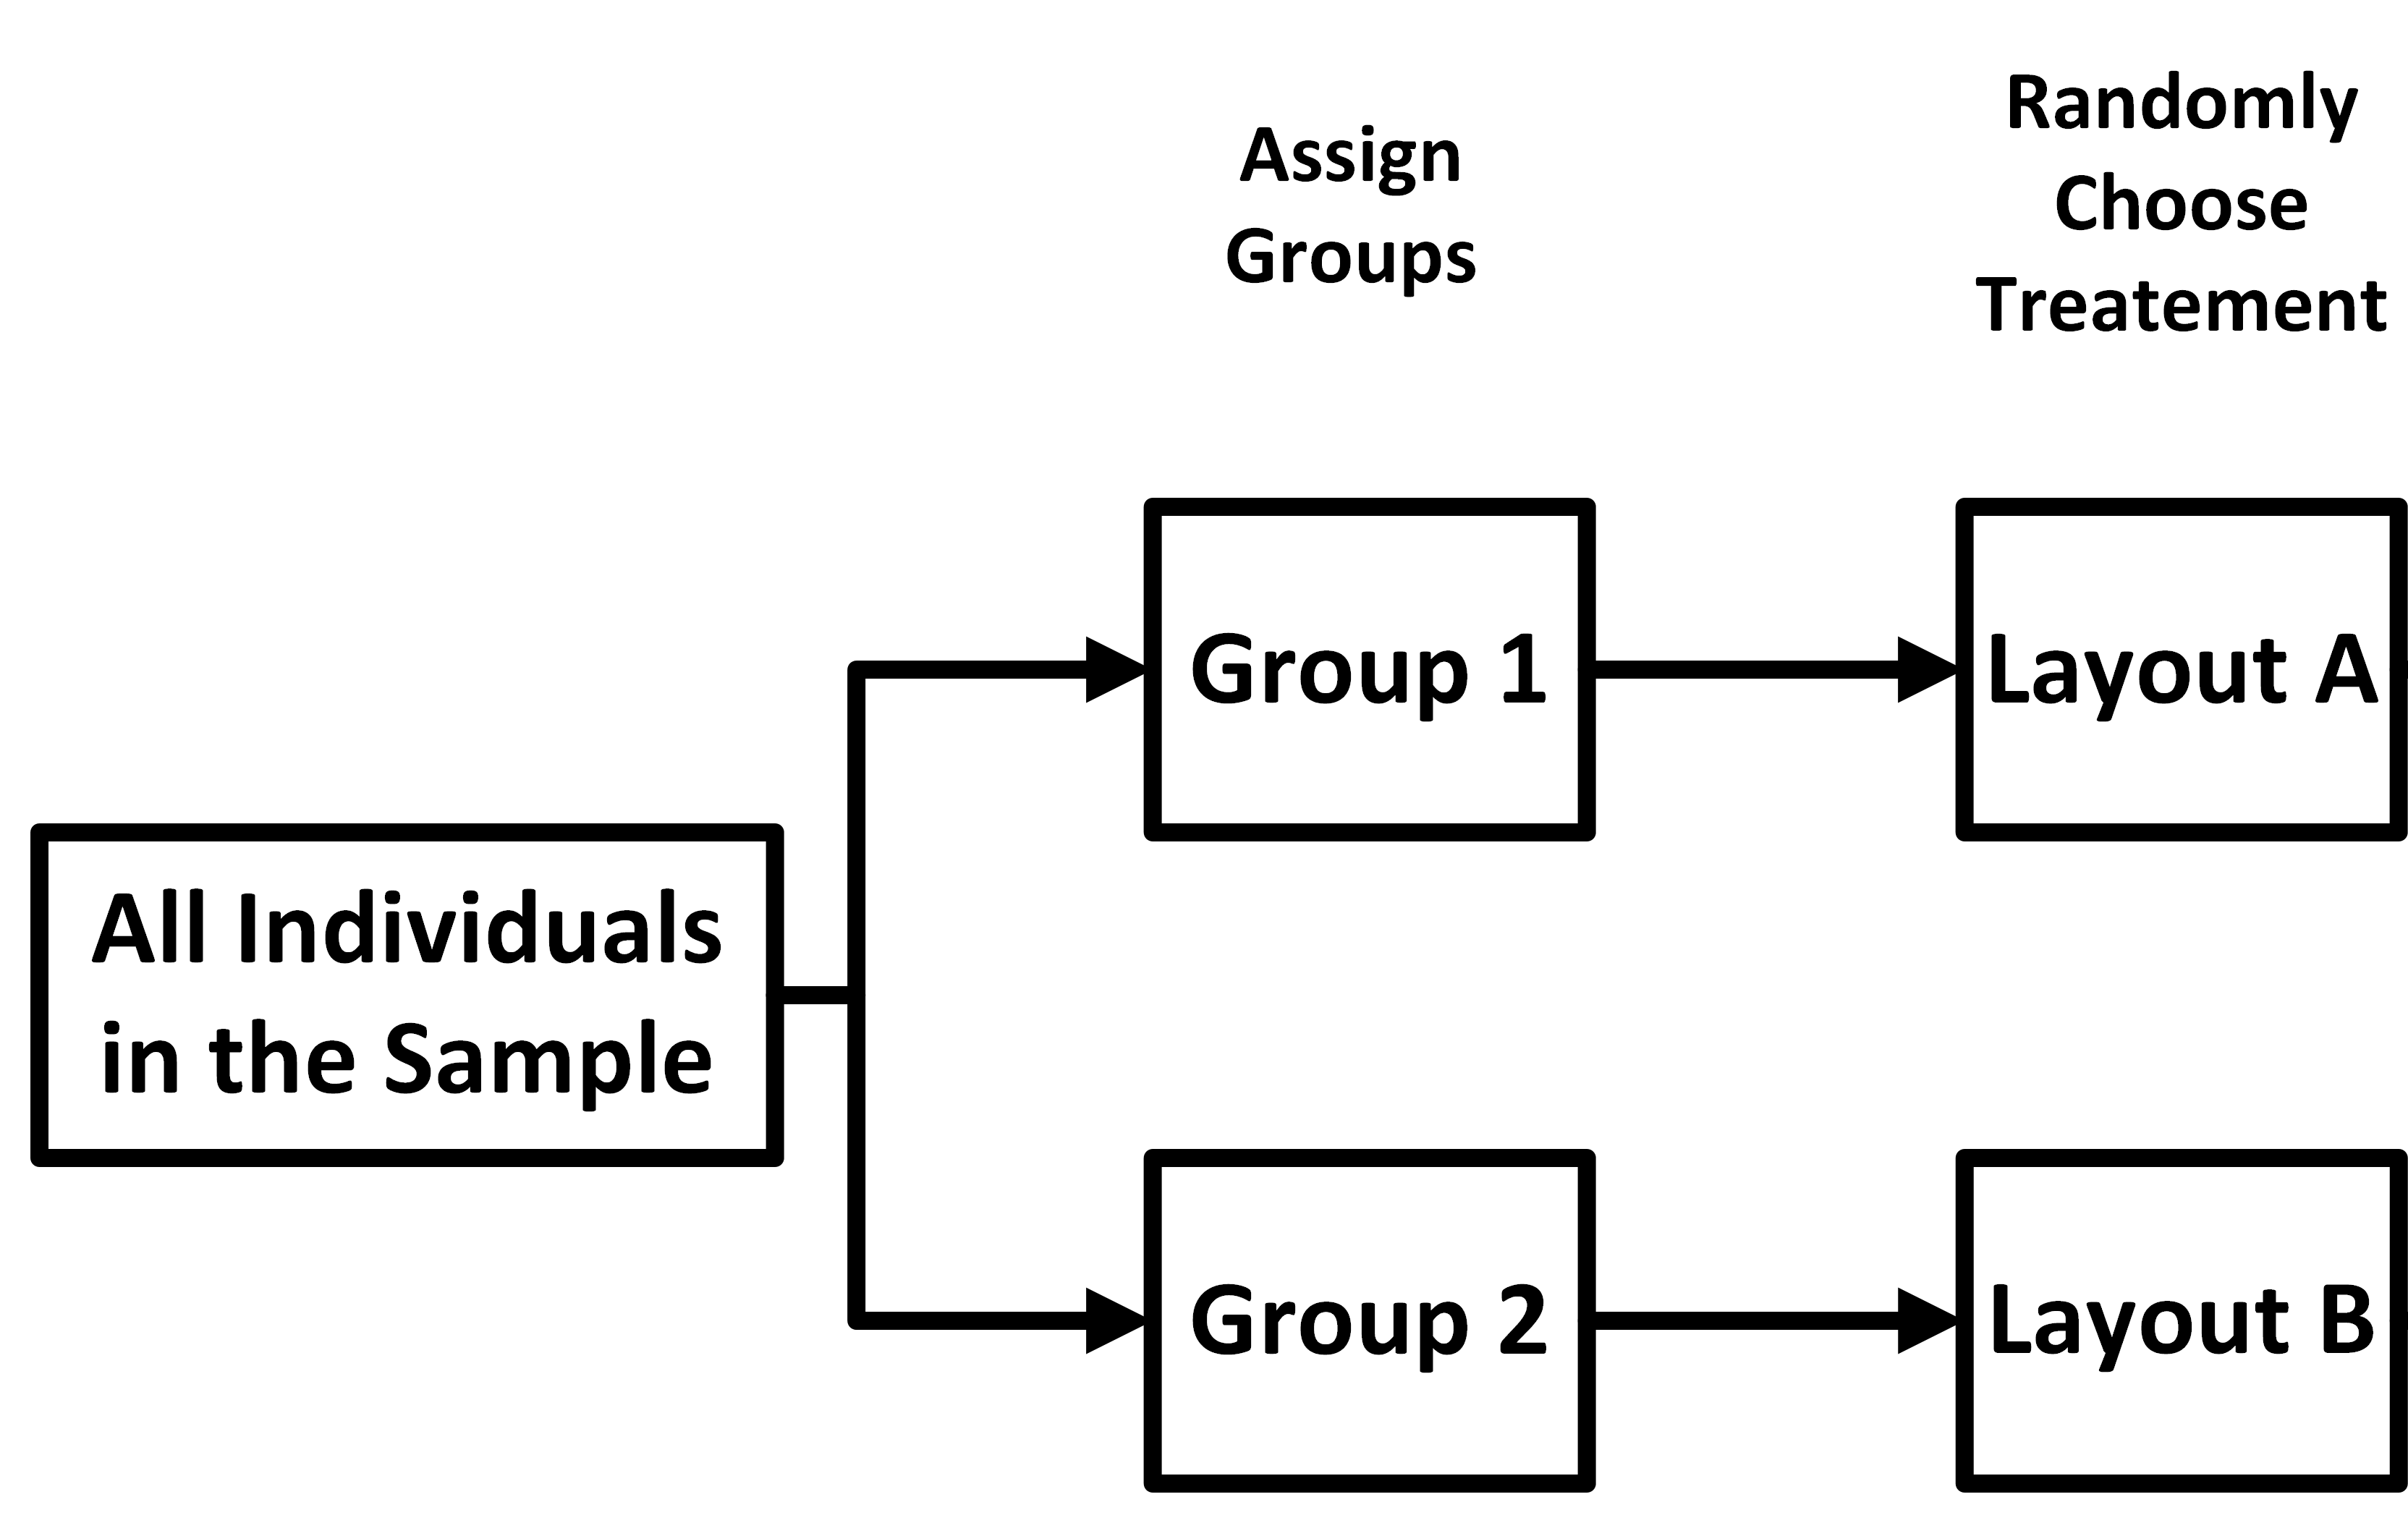 Assign
Groups
Randomly
Choose
Treatement
Group 1
Layout A
All Individuals
in the Sample
Group 2
Layout B